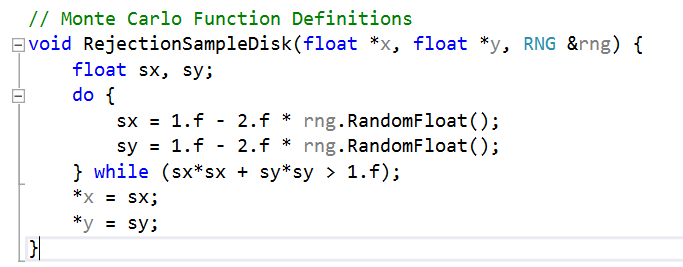 // Monte Carlo Function Definitions
void RejectionSampleDisk(float *x, float *y, RNG &rng) {
    float sx, sy;
    do {
        sx = 1.f - 2.f * rng.RandomFloat();
        sy = 1.f - 2.f * rng.RandomFloat();
    } while (sx*sx + sy*sy > 1.f);
    *x = sx;
    *y = sy;
}